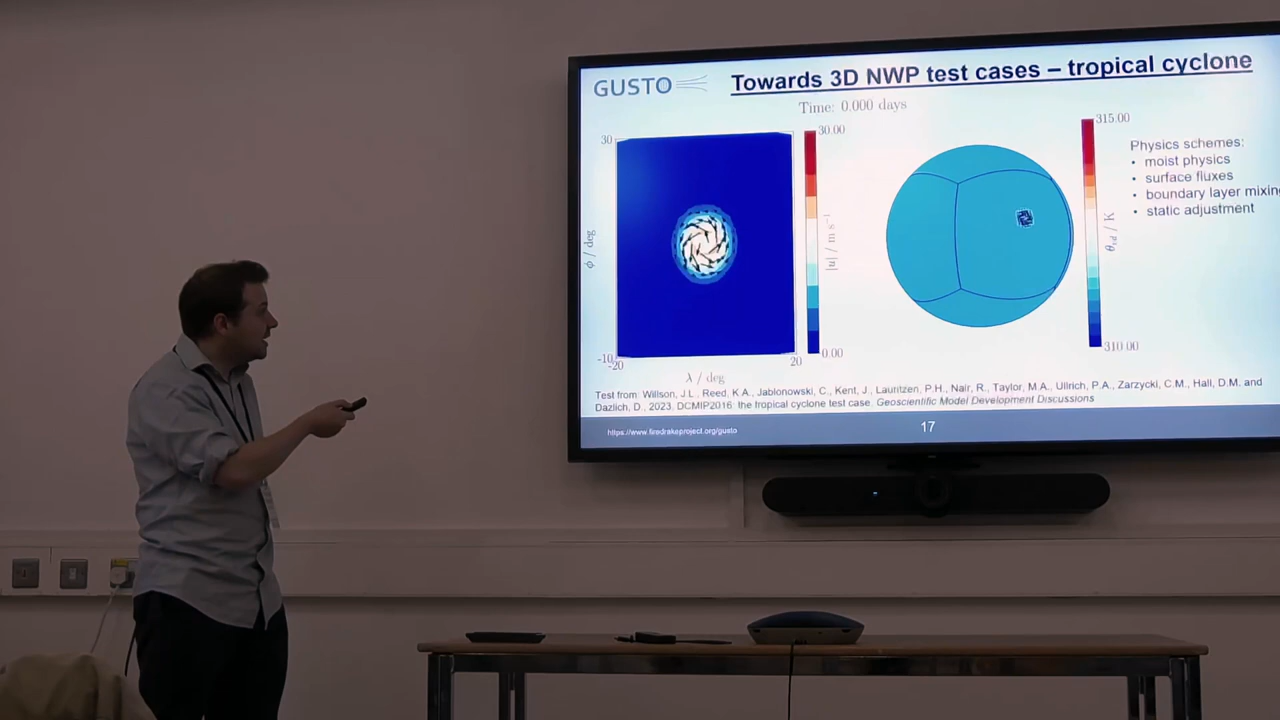 GUSTO
Towards 3D NWP test cases – tropical cyclone
Time: 0.000 days
30
-10
-20
20
ϕ / deg
λ / deg
30.00
0.00
|u| / m s⁻¹
315.00
310.00
/ K
Physics schemes:
• moist physics
• surface fluxes
• boundary layer mixing
• static adjustment
Test from: Willson, J.L., Reed, K.A., Jablonowski, C., Kent, J., Lauritzen, P.H., Nair, R., Taylor, M.A., Ullrich, P.A., Zarzycki, C.M., Hall, D.M. and
Dazlich, D., 2023. DCMIP2016: the tropical cyclone test case. Geoscientific Model Development Discussions
https://www.firedrakeproject.org/gusto
17